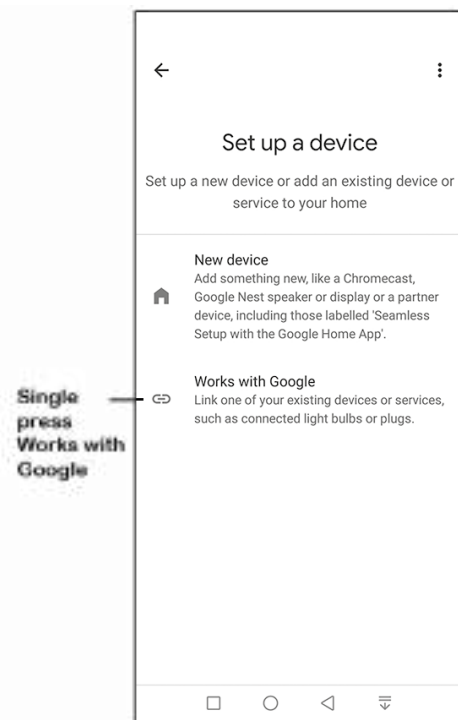 Set up a device
Set up a new device or add an existing device or
service to your home
New device
Add something new, like a Chromecast,
Google Nest speaker or display or a partner
device, including those labelled 'Seamless
Setup with the Google Home App'.
Works with Google
Link one of your existing devices or services,
such as connected light bulbs or plugs.
Single
press
Works with
Google